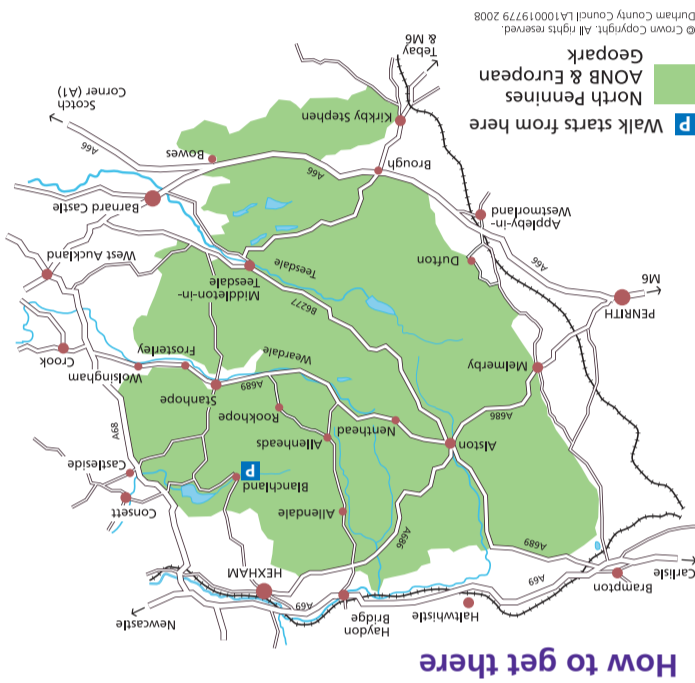 How to get there
Haltwhistle
Haydon
Bridge
Newcastle
Brampton
Carlisle
A69
A69
HEXHAM
A689
A686
Allendale
Blanchland
P
Consett
Castleside
Alston
Nenthead
Allenheads
Rookhope
A68
A686
Stanhope
A689
Wolsingham
Crook
Melmerby
Weardale
Frosterley
PENRITH
M6
B6277
Middleton-in-
Teesdale
Teesdale
West Auckland
A66
Dufton
Appleby-in-
Westmorland
Barnard Castle
Brough
A66
Bowes
A66
Kirkby Stephen
Scotch
Corner (A1)
Tebay
& M6
P Walk starts from here
North Pennines
AONB & European
Geopark
© Crown Copyright. All rights reserved.
Durham County Council LA100019779 2008